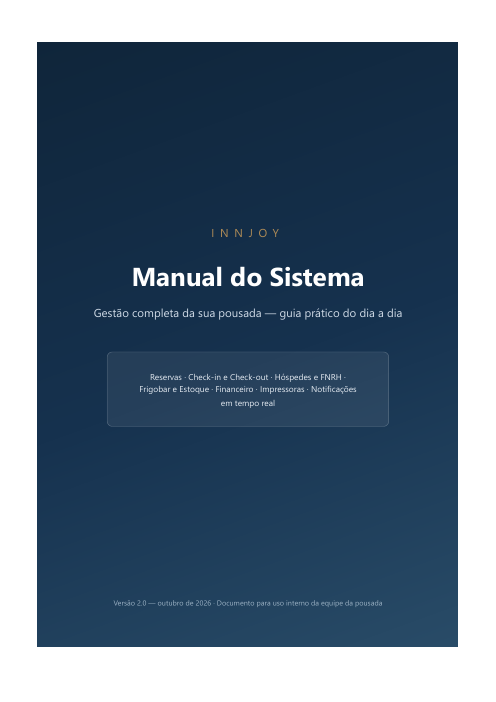 INNJOY
Manual do Sistema
Gestão completa da sua pousada — guia prático do dia a dia
Reservas · Check-in e Check-out · Hóspedes e FNRH ·
Frigobar e Estoque · Financeiro · Impressoras · Notificações
em tempo real
Versão 2.0 — outubro de 2026 · Documento para uso interno da equipe da pousada